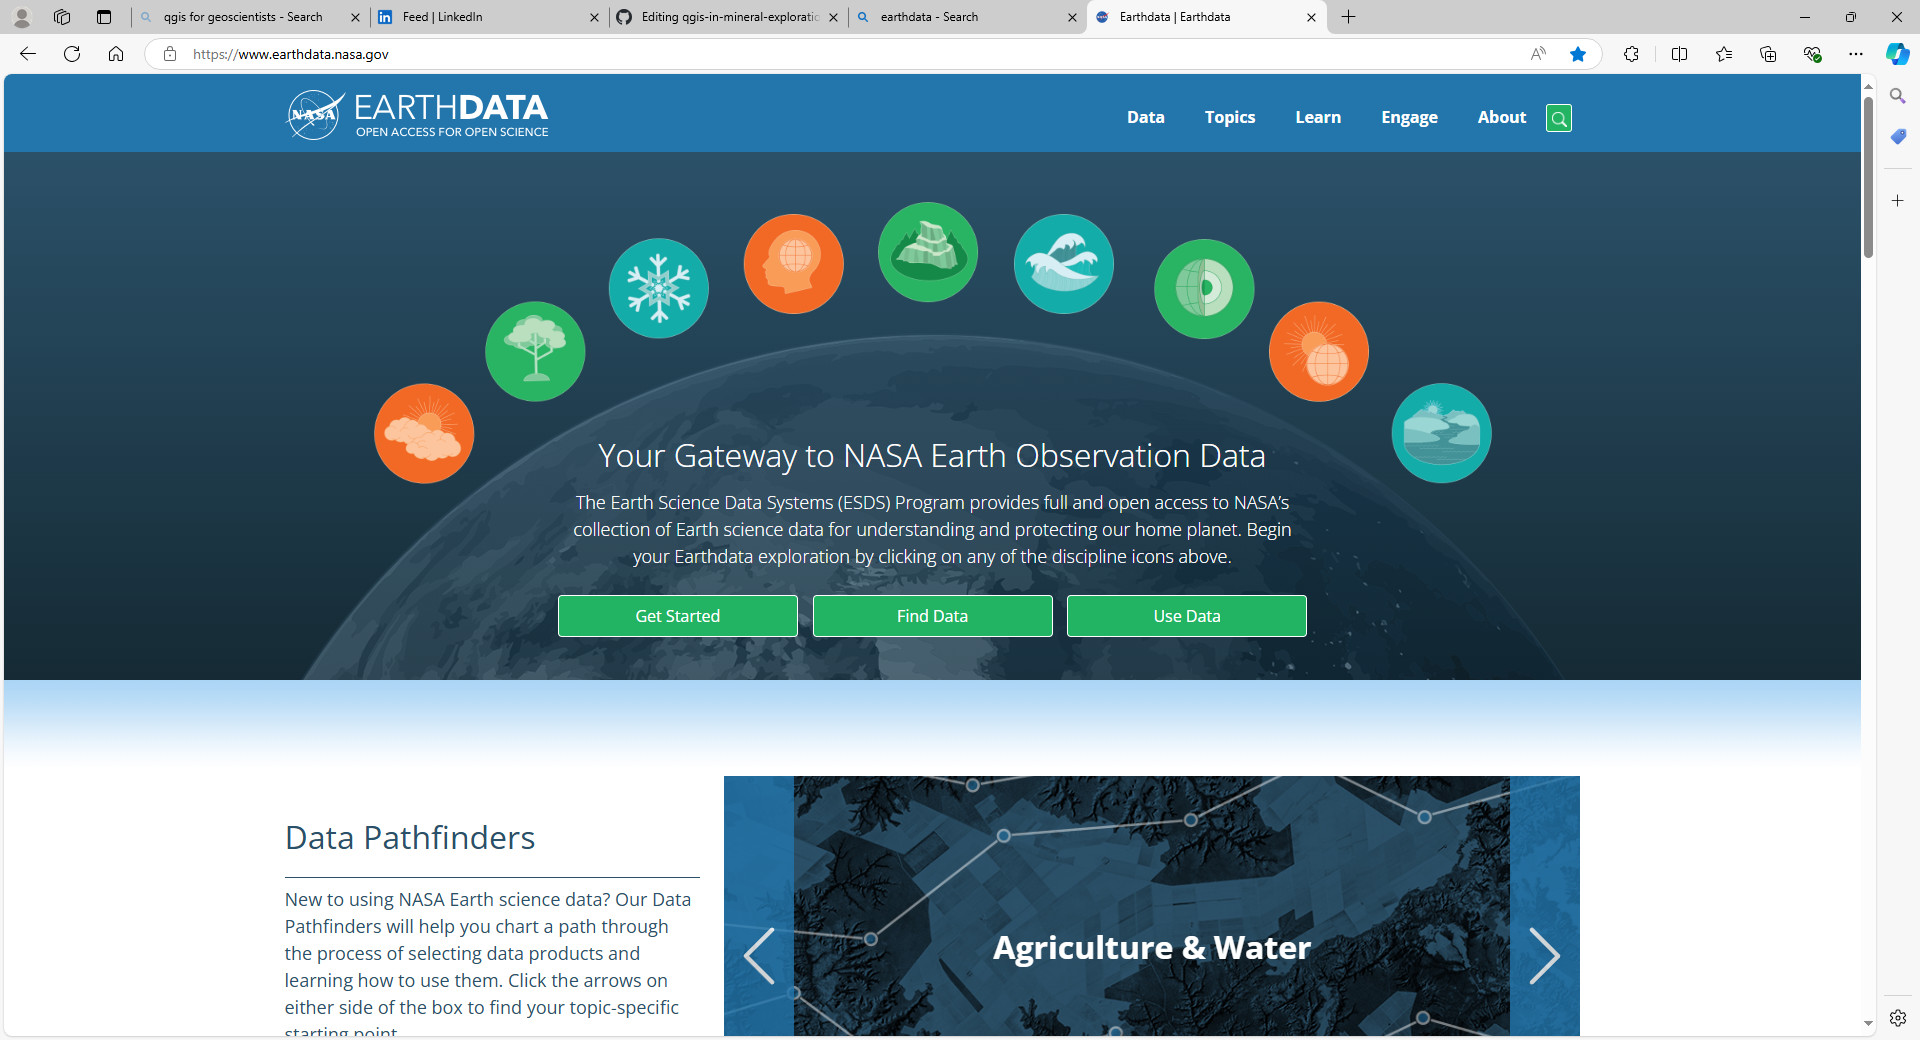 qgis for geoscientists - Search
Feed | LinkedIn
Editing qgis-in-mineral-exploratio
earthdata - Search
Earthdata | Earthdata
https://www.earthdata.nasa.gov
NASA
EARTHDATA
OPEN ACCESS FOR OPEN SCIENCE
Data
Topics
Learn
Engage
About
Your Gateway to NASA Earth Observation Data
The Earth Science Data Systems (ESDS) Program provides full and open access to NASA’s
collection of Earth science data for understanding and protecting our home planet. Begin
your Earthdata exploration by clicking on any of the discipline icons above.
Get Started
Find Data
Use Data
Data Pathfinders
New to using NASA Earth science data? Our Data
Pathfinders will help you chart a path through
the process of selecting data products and
learning how to use them. Click the arrows on
either side of the box to find your topic-specific
starting point.
Agriculture & Water